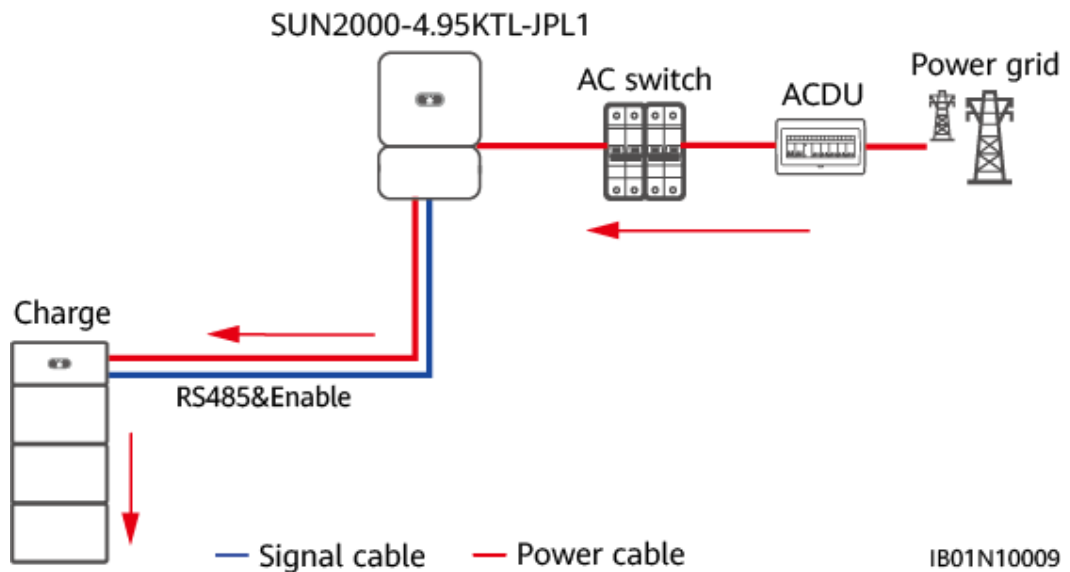 SUN2000-4.95KTL-JPL1
AC switch
ACDU
Power grid
Charge
RS485&Enable
Signal cable
Power cable
IB01N10009